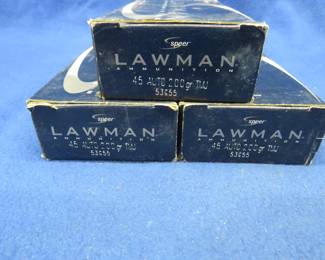 speer
LAWMAN
AMMUNITION
45 AUTO 200 gr TMJ
53655
speer
LAWMAN
AMMUNITION
45 AUTO 200 gr TMJ
53655
speer
LAWMAN
AMMUNITION
45 AUTO 200 gr TMJ
53655